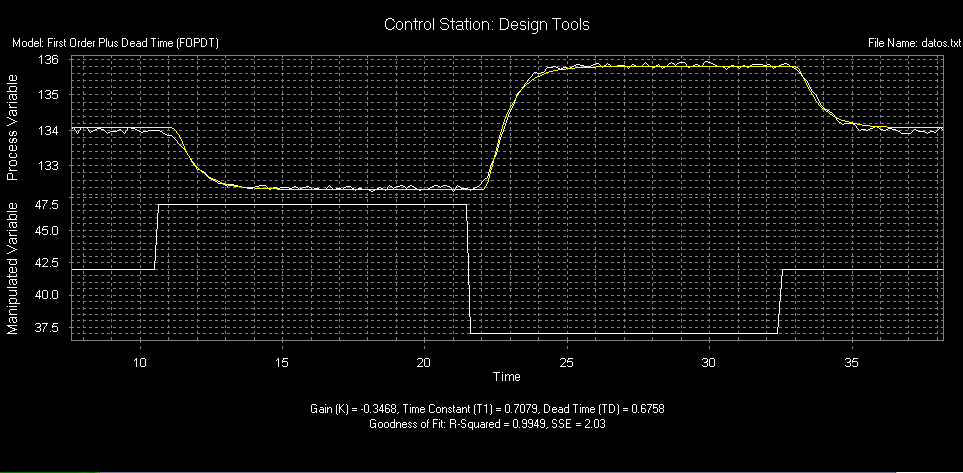 Control Station: Design Tools
Model: First Order Plus Dead Time (FOPDT)
File Name: datos.txt
Process Variable
136
135
134
133
Manipulated Variable
47.5
45.0
42.5
40.0
37.5
10 15 20 25 30 35
Time
Gain (K) = -0.3468, Time Constant (T1) = 0.7079, Dead Time (TD) = 0.6758
Goodness of Fit: R-Squared = 0.9949, SSE = 2.03